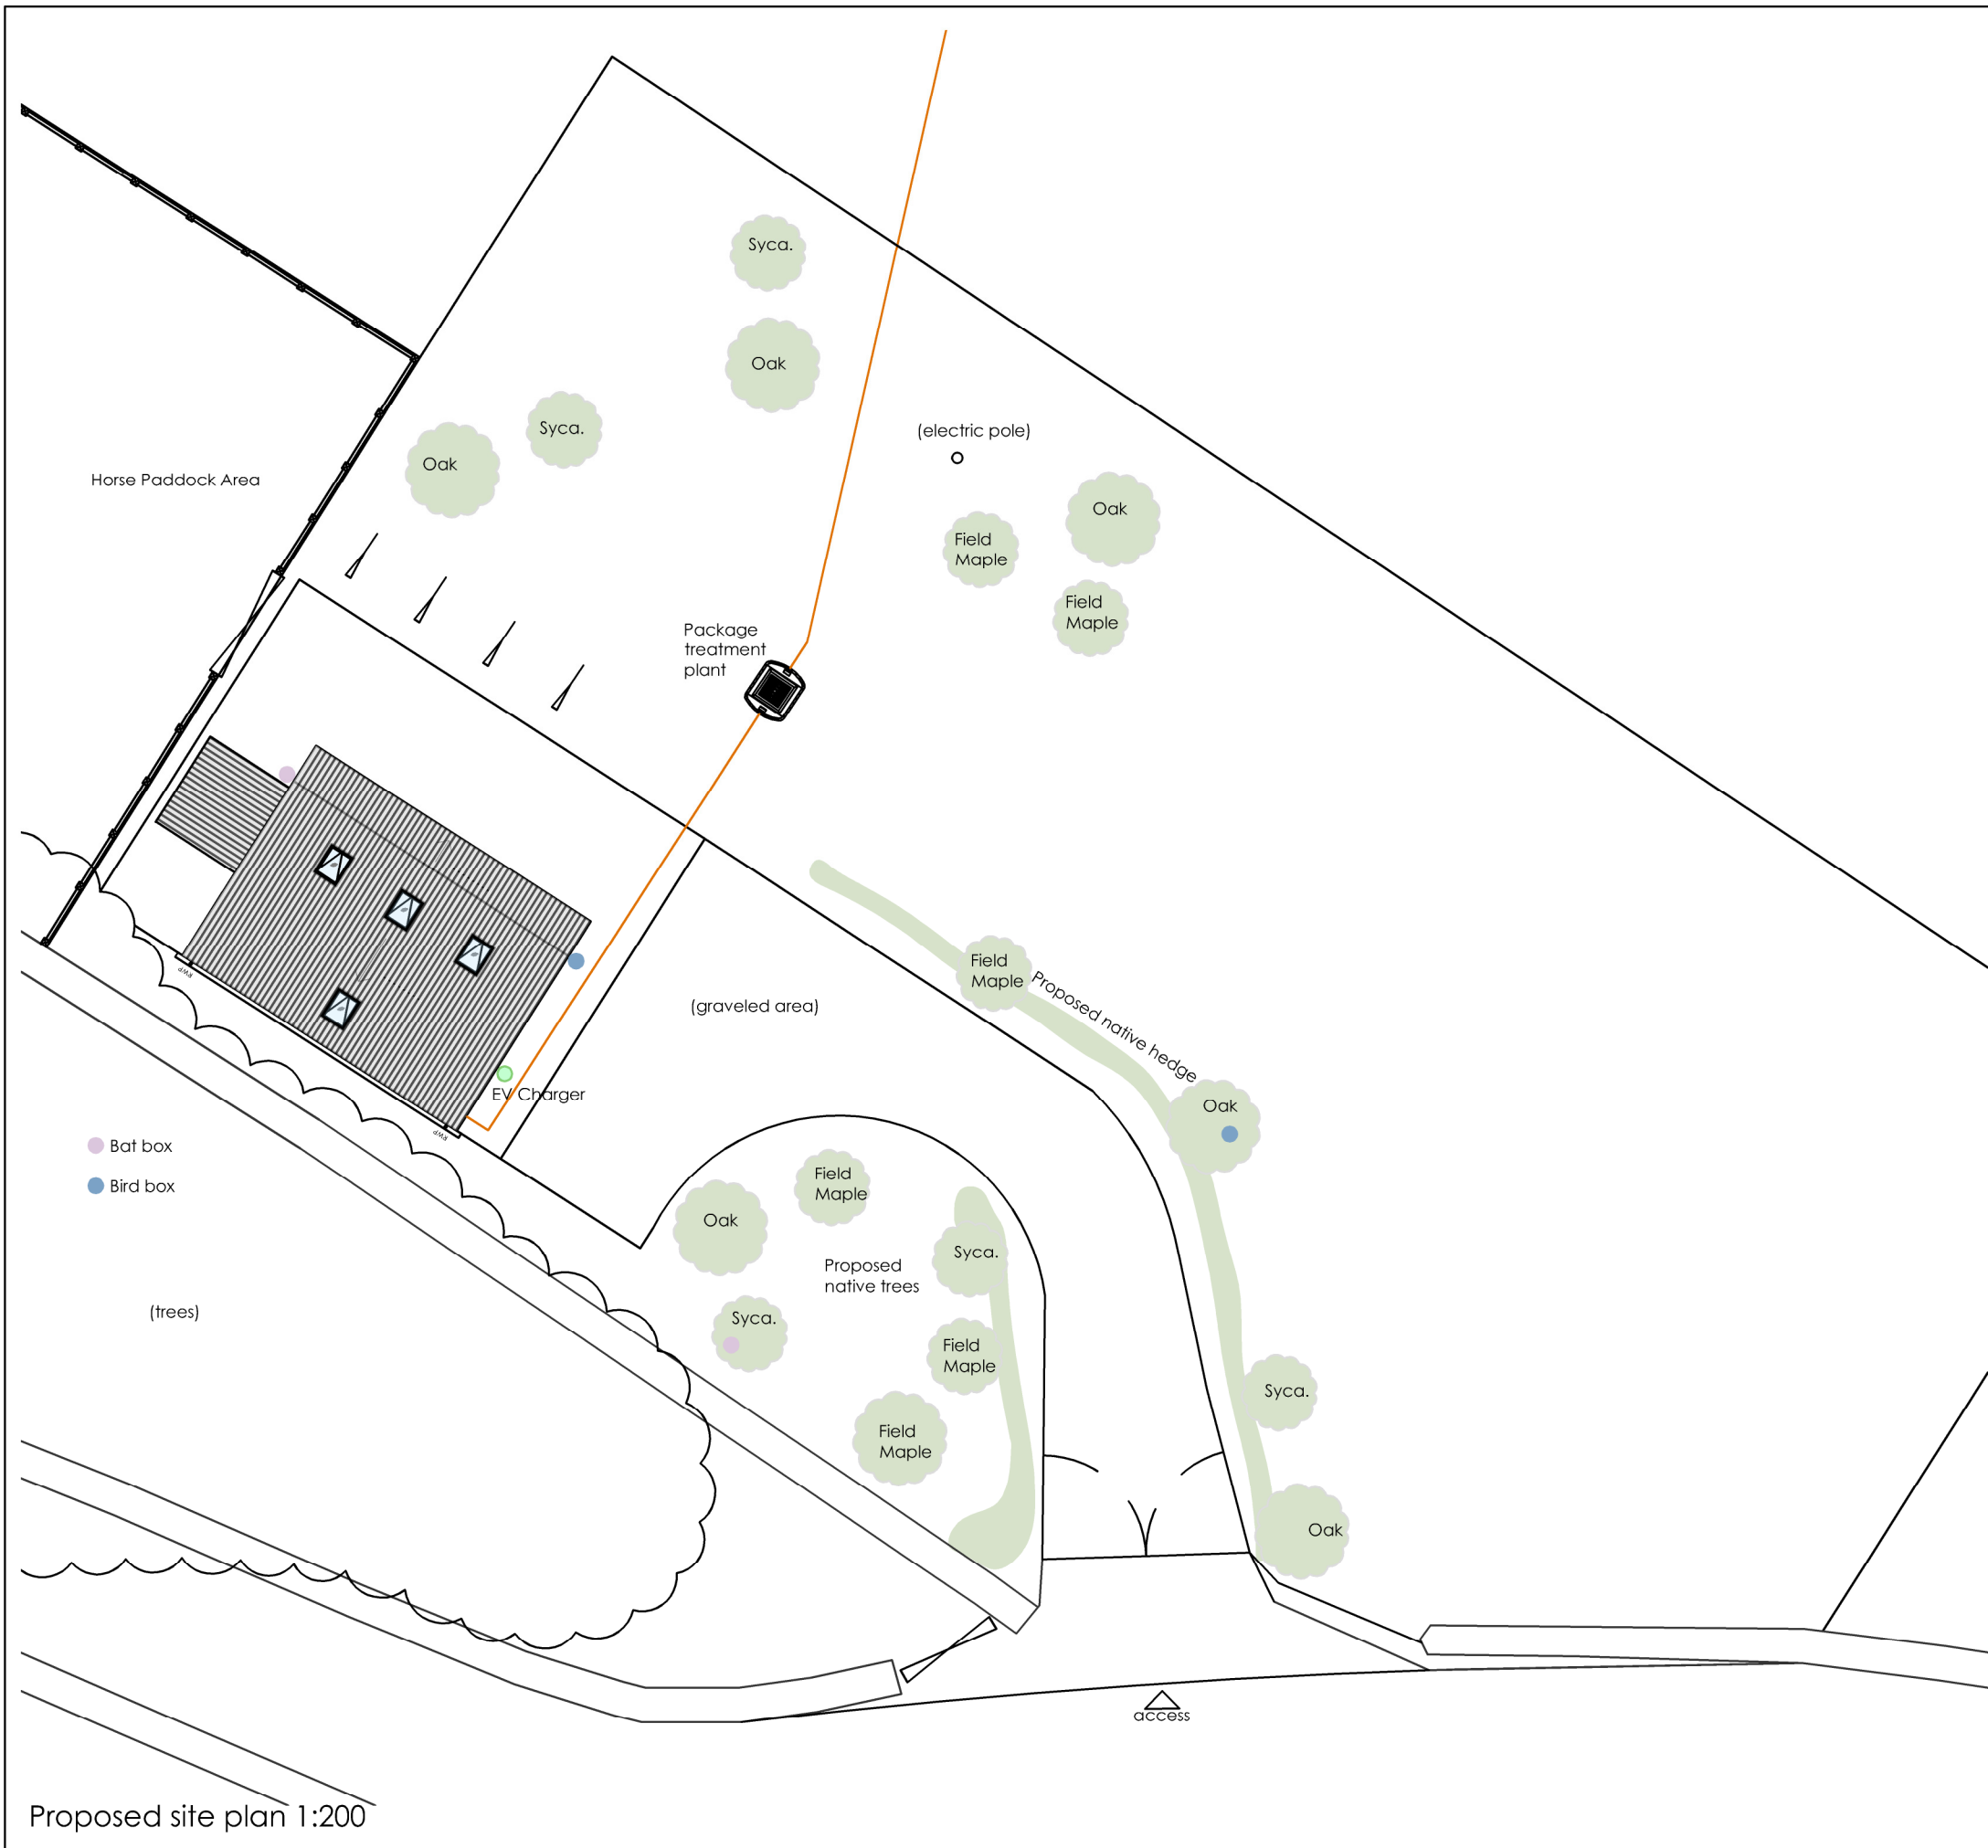 Syca.
Oak
Syca.
Oak
(electric pole)
Horse Paddock Area
Oak
Field
Maple
Field
Maple
Package
treatment
plant
Field
Maple
Proposed native hedge
RWP
(graveled area)
EV Charger
Oak
RWP
Bat box
Bird box
Field
Maple
Oak
Syca.
Proposed
native trees
(trees)
Syca.
Field
Maple
Syca.
Field
Maple
Oak
access
Proposed site plan 1:200